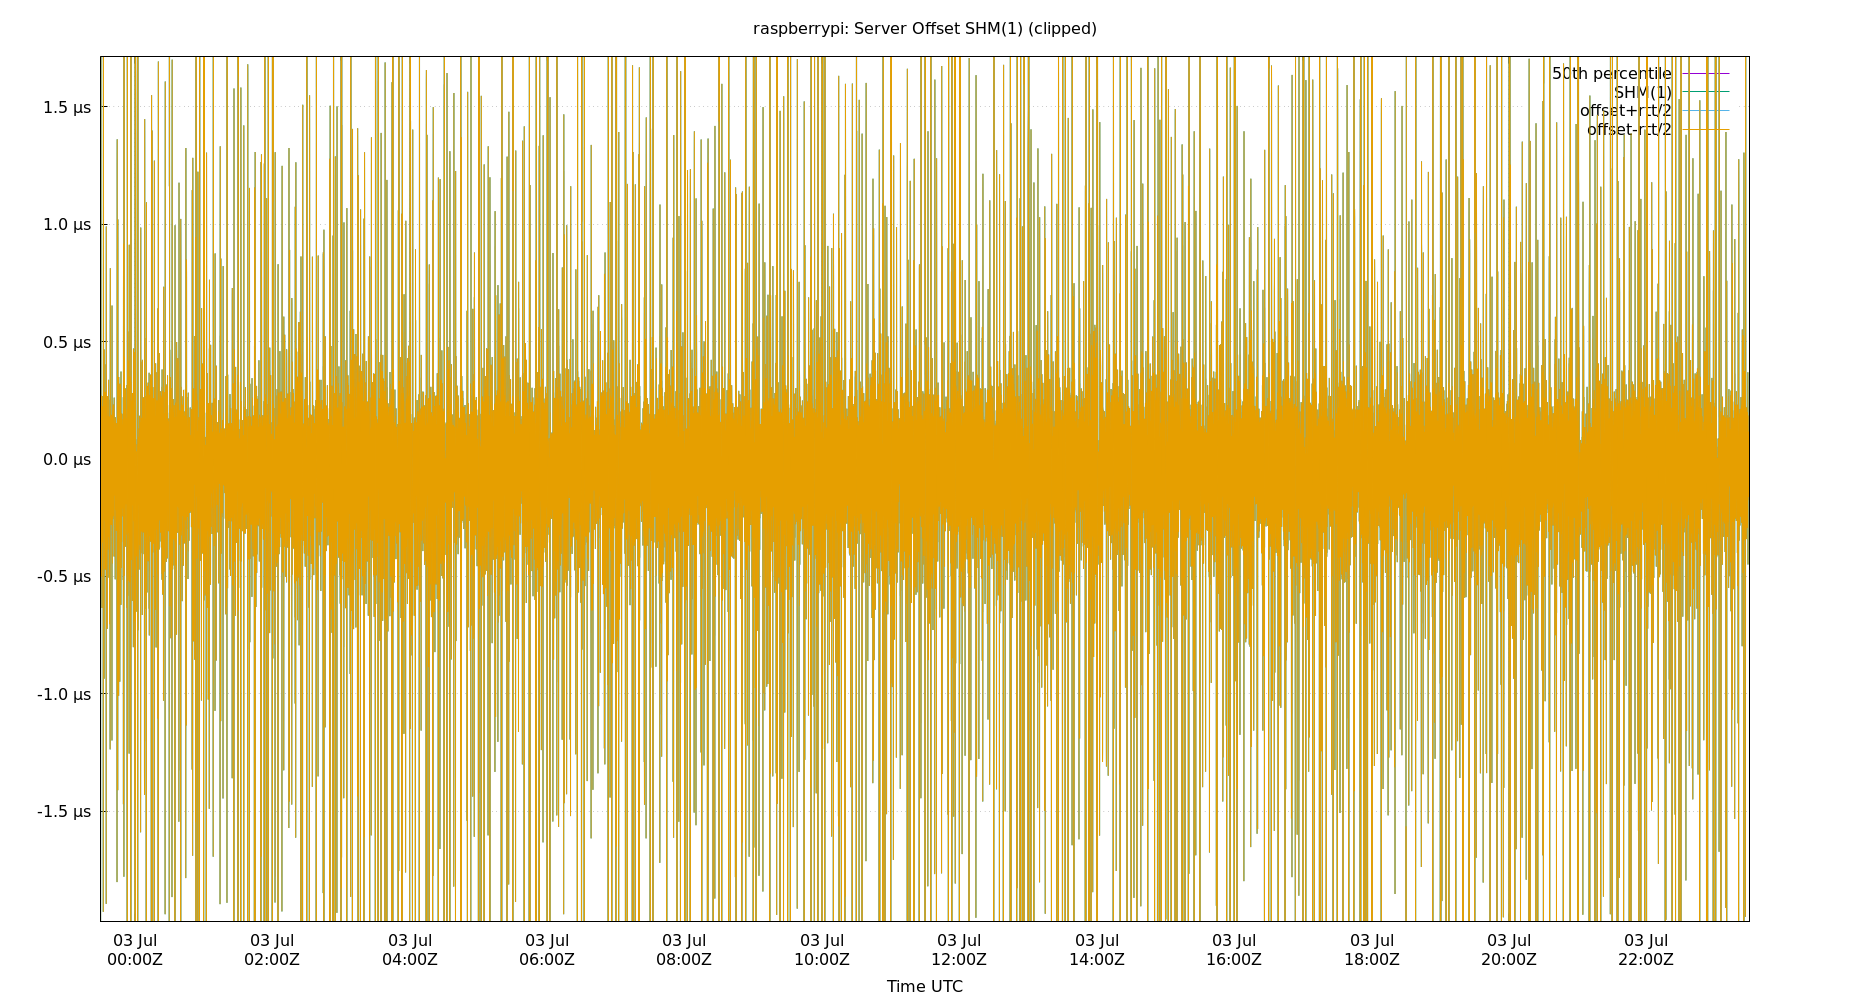 raspberrypi: Server Offset SHM(1) (clipped)
50th percentile
SHM(1)
offset+rtt/2
offset-rtt/2
1.5 µs
1.0 µs
0.5 µs
0.0 µs
-0.5 µs
-1.0 µs
-1.5 µs
03 Jul 03 Jul 03 Jul 03 Jul 03 Jul 03 Jul 03 Jul 03 Jul 03 Jul 03 Jul 03 Jul 03 Jul
00:00Z 02:00Z 04:00Z 06:00Z 08:00Z 10:00Z 12:00Z 14:00Z 16:00Z 18:00Z 20:00Z 22:00Z
Time UTC